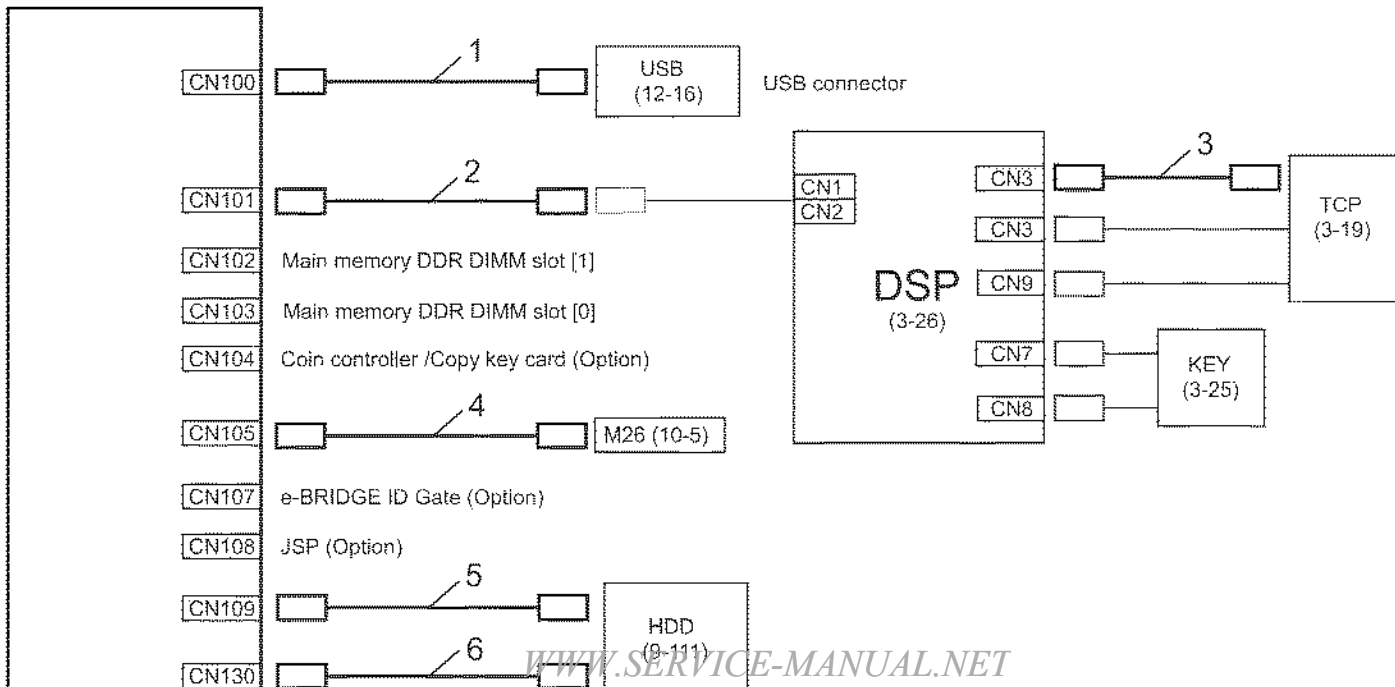 1
CN100
USB
(12-16)
USB connector
2
CN101
CN1
CN2
CN3
3
CN3
TCP
(3-19)
CN102 Main memory DDR DIMM slot [1]
DSP
(3-26)
CN9
CN103 Main memory DDR DIMM slot [0]
CN104 Coin controller /Copy key card (Option)
CN7
KEY
(3-25)
CN8
4
CN105
M26 (10-5)
CN107 e-BRIDGE ID Gate (Option)
CN108 JSP (Option)
5
CN109
HDD
(9-111)
6
CN130
WWW.SERVICE-MANUAL.NET